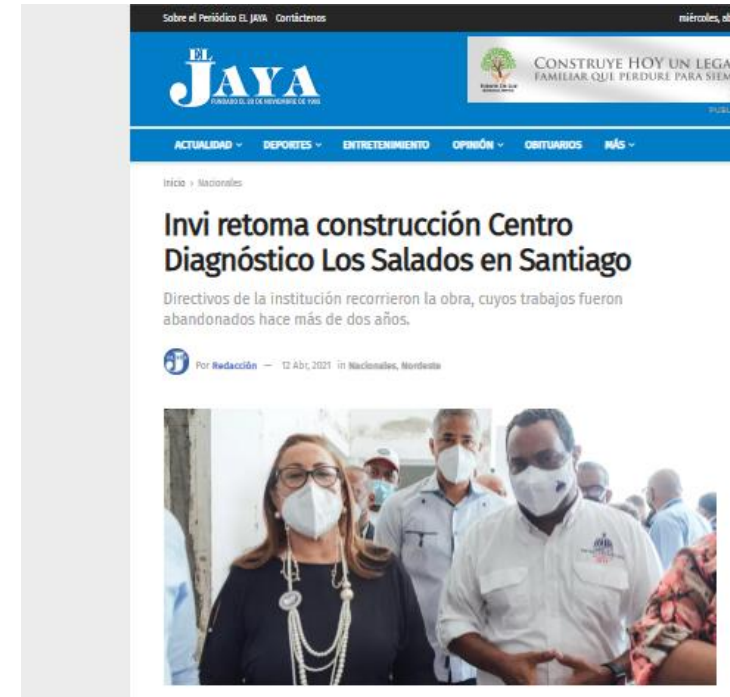 Sobre el Periódico EL JAYA Contáctenos
miércoles, ab
EL
JAYA
CONSTRUYE HOY UN LEGA
FAMILIAR QUE PERDURE PARA SIEM
ACTUALIDAD DEPORTES ENTRETENIMIENTO OPINIÓN OBITUARIOS MÁS
Inicio > Nacionales
Invi retoma construcción Centro
Diagnóstico Los Salados en Santiago
Directivos de la institución recorrieron la obra, cuyos trabajos fueron
abandonados hace más de dos años.
Por Redacción — 12 Abr, 2021 in Nacionales, Nordeste